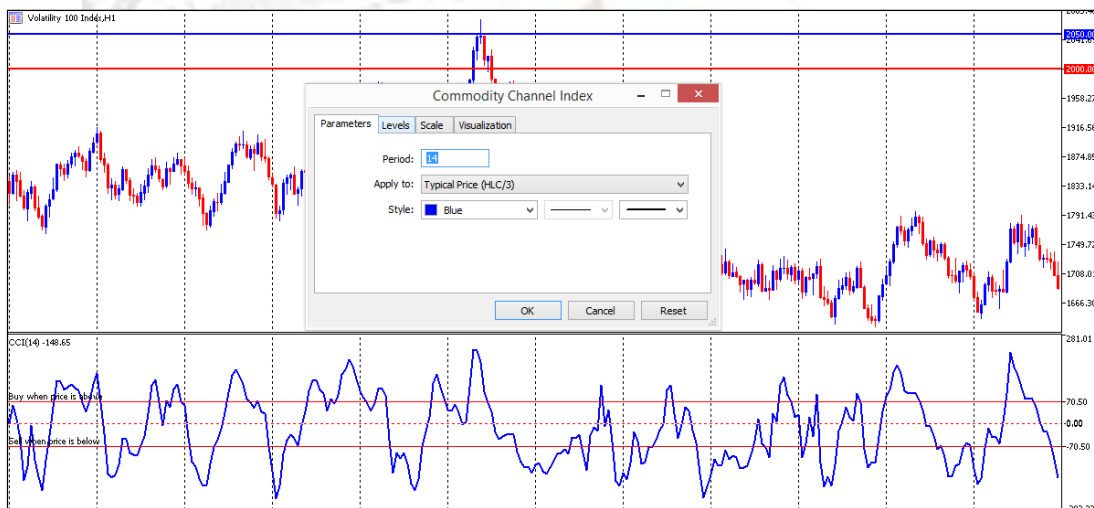 Volatility 100 Index,H1
2050.00
2041.69
2000.00
1958.27
1916.56
1874.85
1833.14
1791.43
1749.72
1708.01
1666.30
Commodity Channel Index
Parameters Levels Scale Visualization
Period: 14
Apply to: Typical Price (HLC/3)
Style: Blue
OK Cancel Reset
CCI(14) -148.65
281.01
Buy when price is above
70.50
0.00
Sell when price is below
-70.50